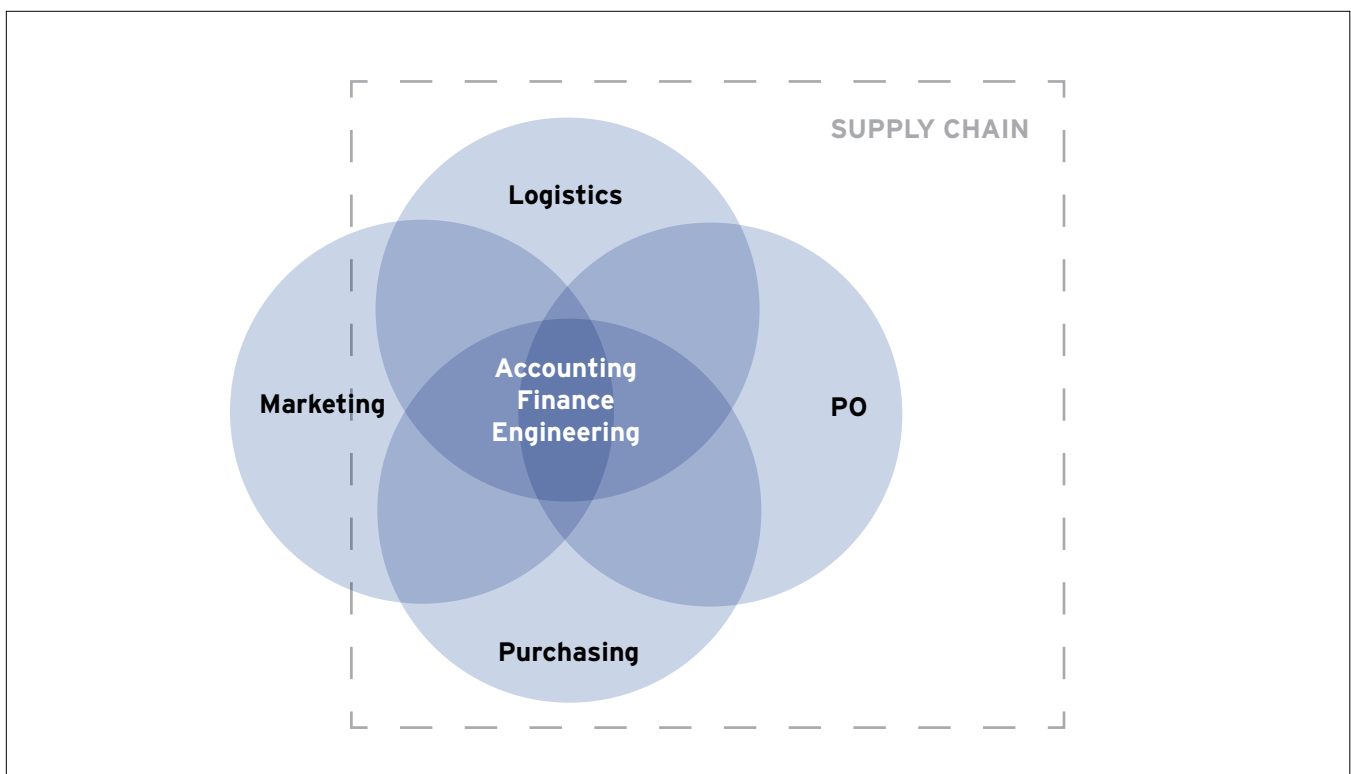 SUPPLY CHAIN
Logistics
Accounting
Finance
Engineering
Marketing
PO
Purchasing